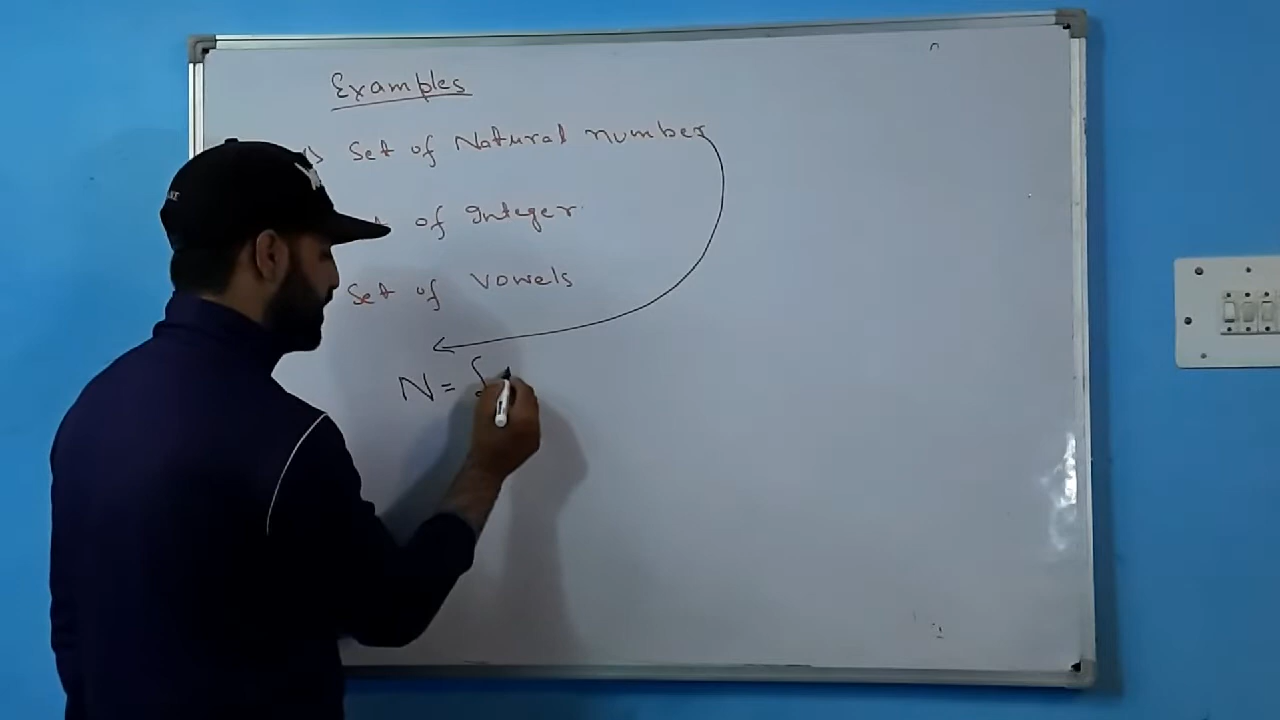 Examples
Set of Natural number
of Integer
Set of Vowels
N = {